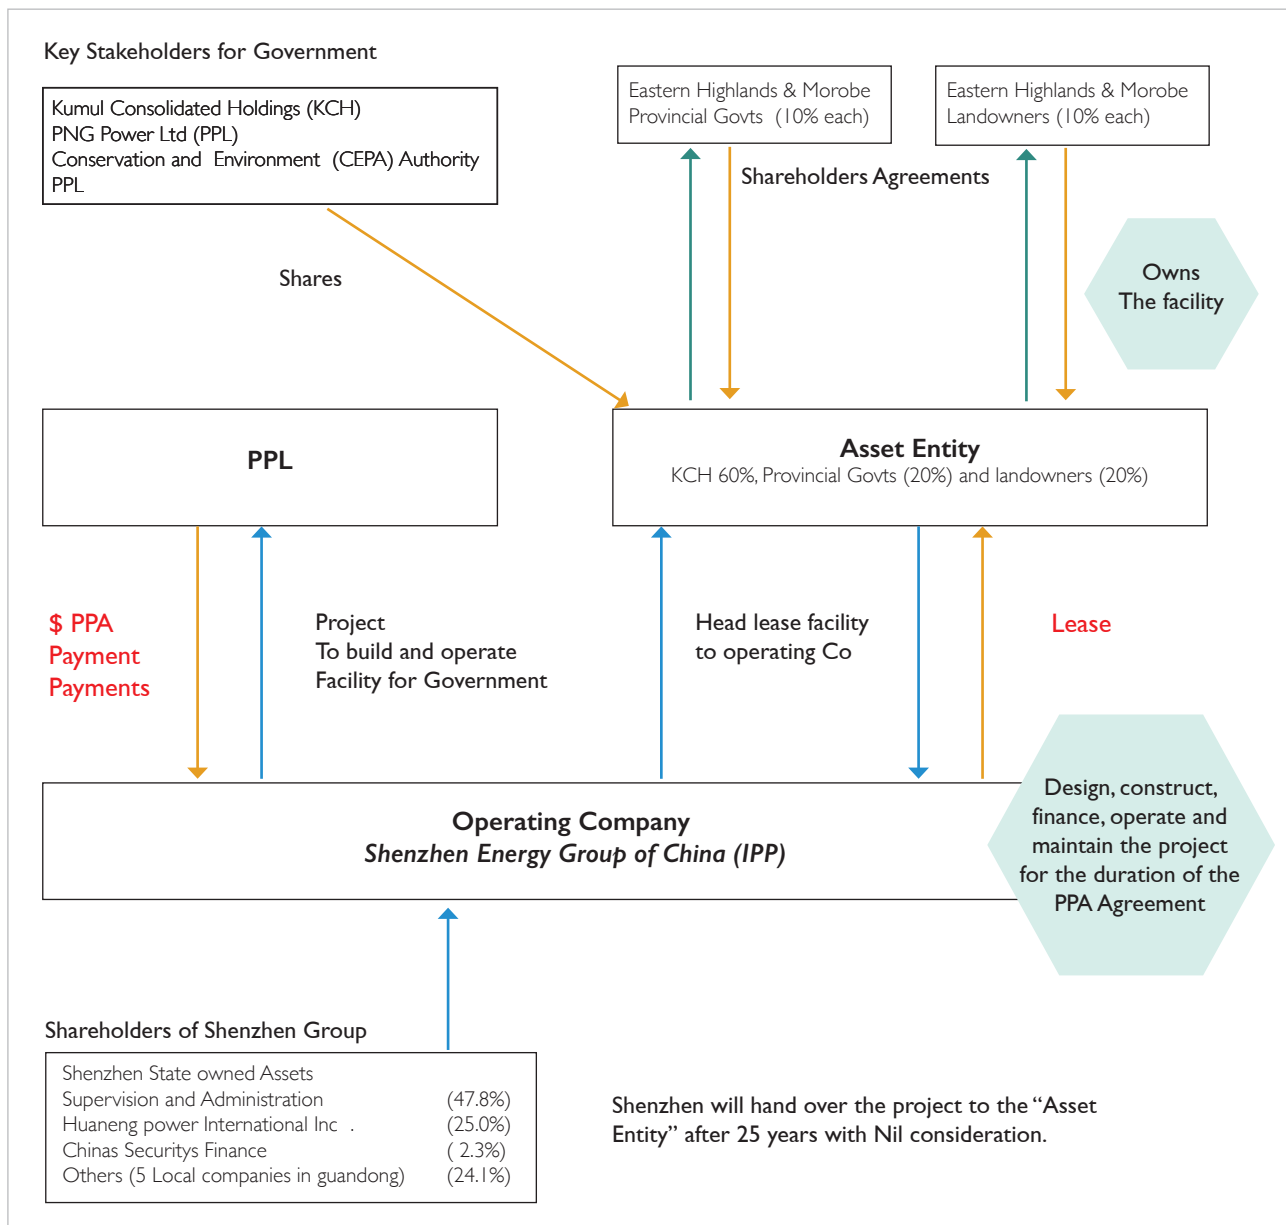 Key Stakeholders for Government
Kumul Consolidated Holdings (KCH)
PNG Power Ltd (PPL)
Conservation and Environment (CEPA) Authority
PPL
Eastern Highlands & Morobe
Provincial Govts (10% each)
Eastern Highlands & Morobe
Landowners (10% each)
Shareholders Agreements
Shares
Owns
The facility
PPL
Asset Entity
KCH 60%, Provincial Govts (20%) and landowners (20%)
$ PPA
Payment
Payments
Project
To build and operate
Facility for Government
Head lease facility
to operating Co
Lease
Operating Company
Shenzhen Energy Group of China (IPP)
Design, construct,
finance, operate and
maintain the project
for the duration of the
PPA Agreement
Shareholders of Shenzhen Group
Shenzhen State owned Assets
Supervision and Administration (47.8%)
Huaneng power International Inc . (25.0%)
Chinas Securitys Finance ( 2.3%)
Others (5 Local companies in guandong) (24.1%)
Shenzhen will hand over the project to the “Asset
Entity” after 25 years with Nil consideration.